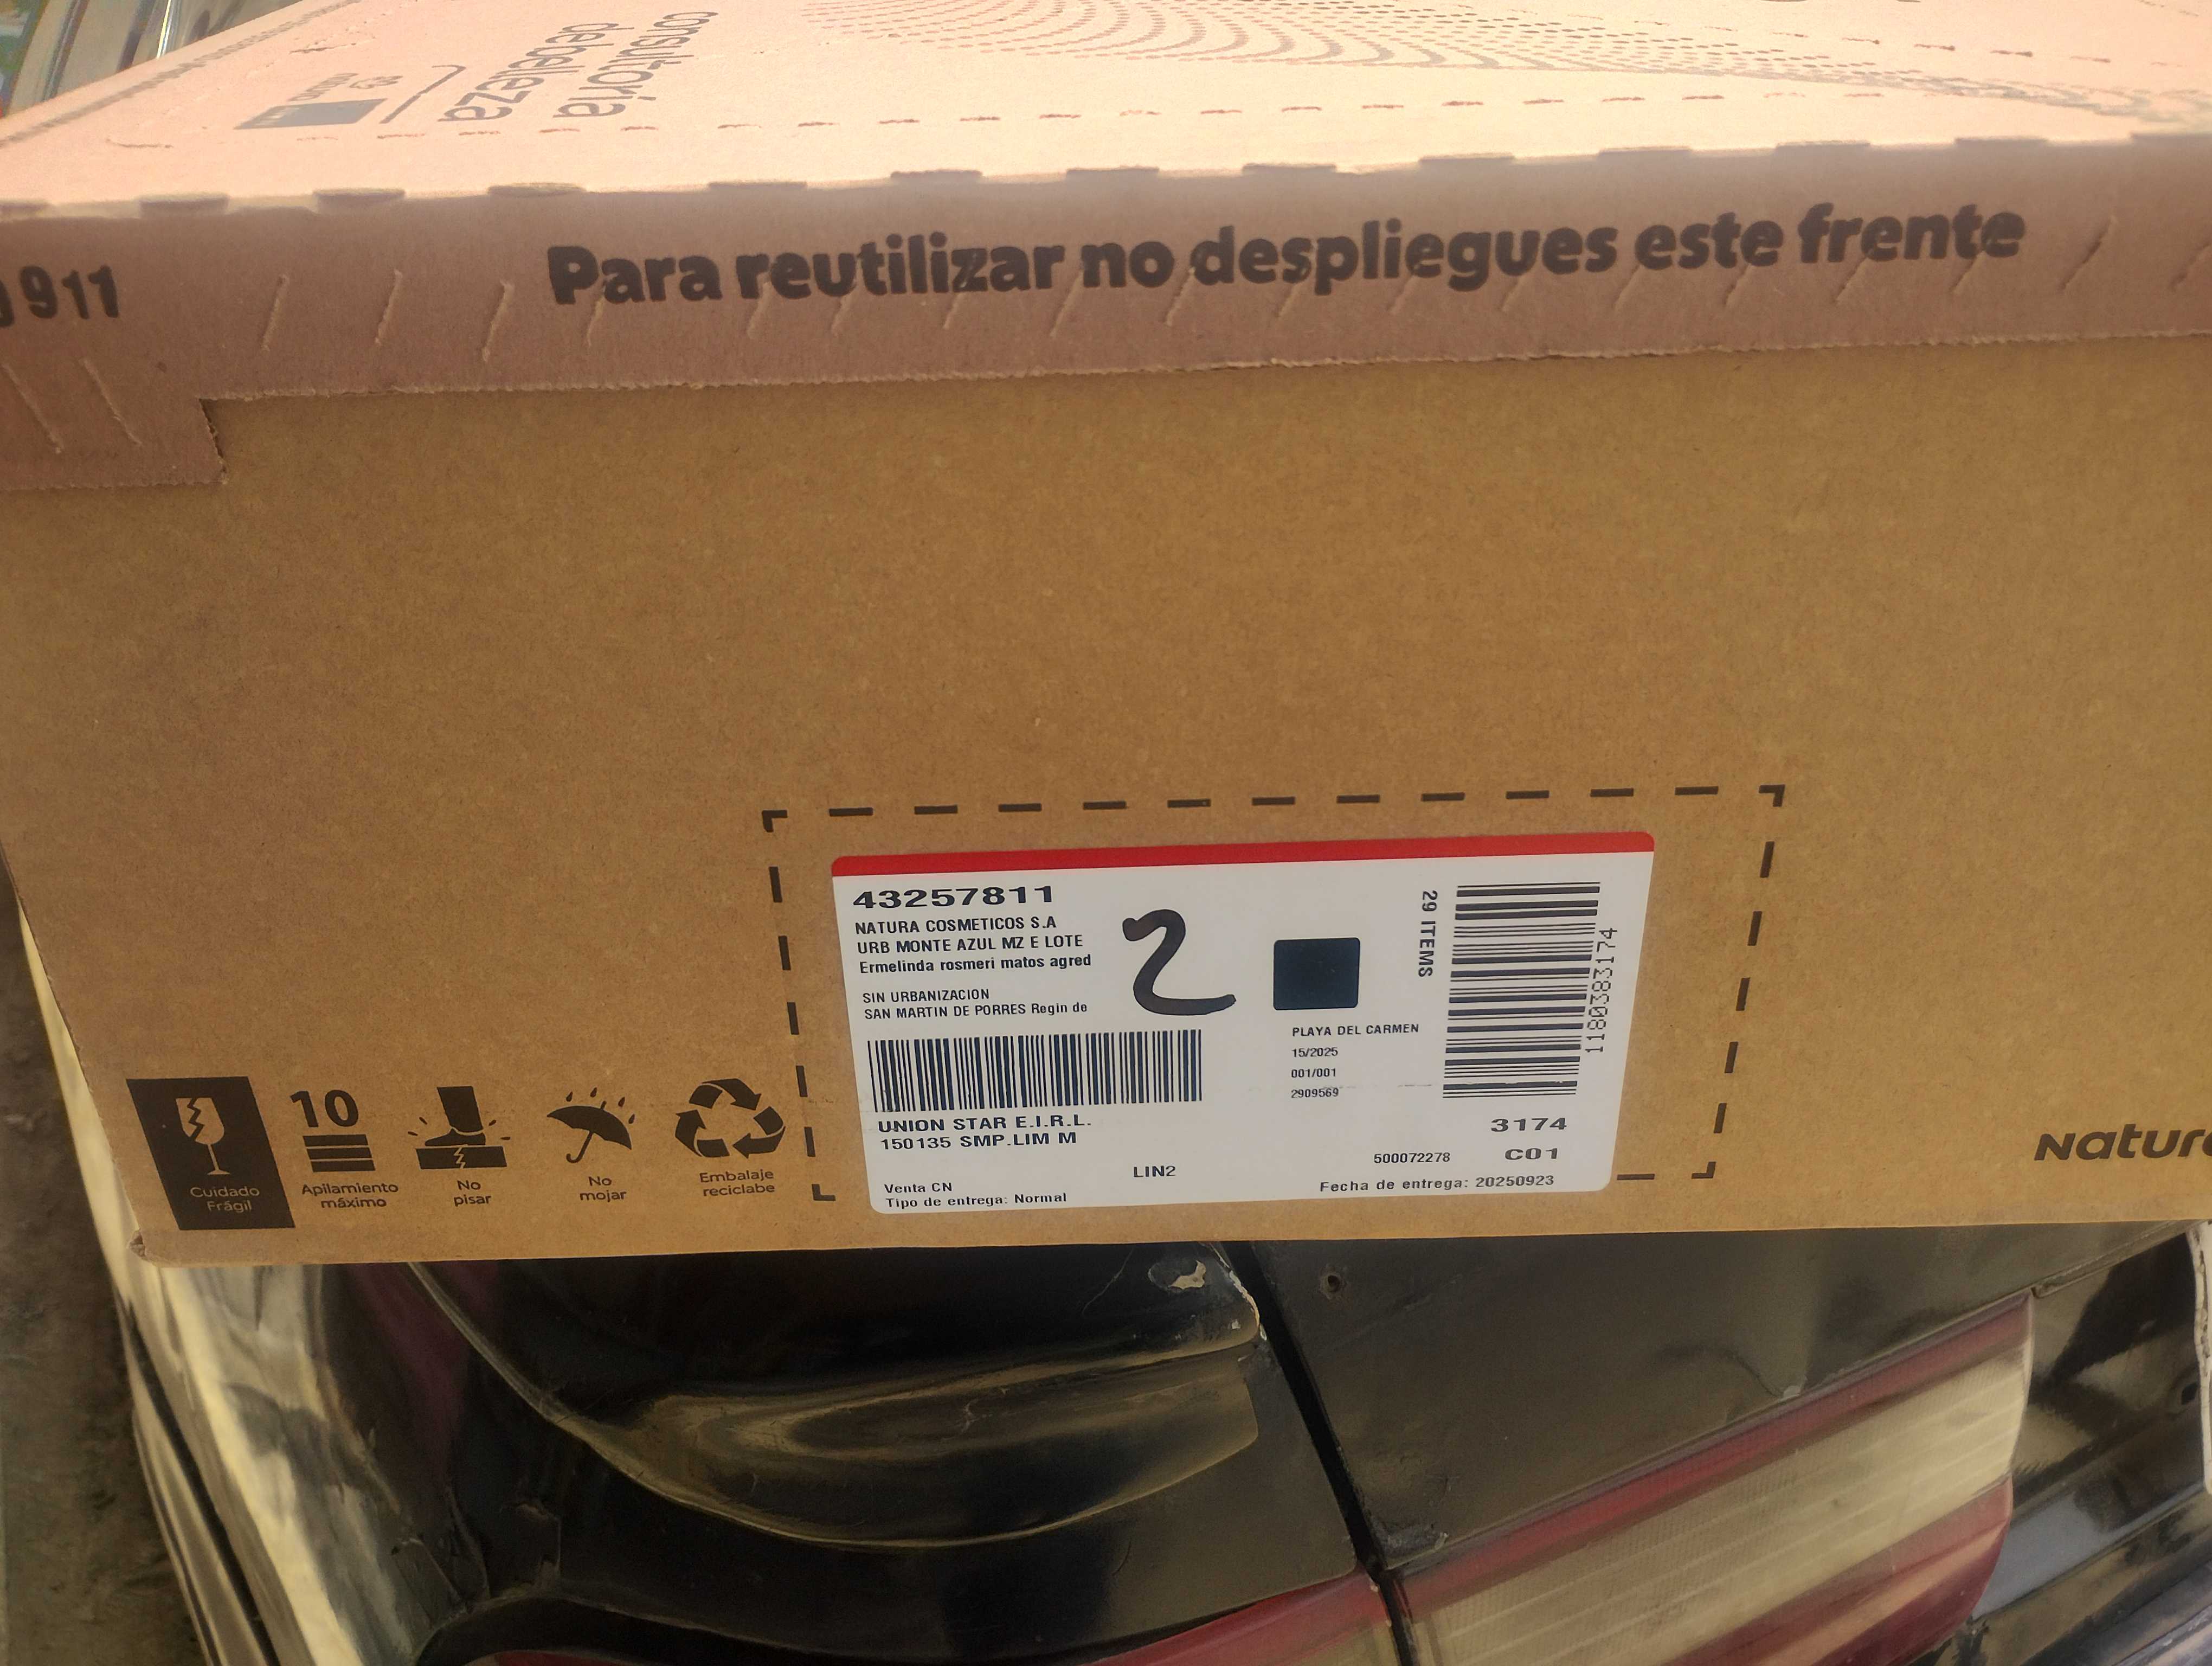 consultoría
de belleza
911
Para reutilizar no despliegues este frente
43257811
NATURA COSMETICOS S.A
URB MONTE AZUL MZ E LOTE
Ermelinda rosmeri matos agred
SIN URBANIZACION
SAN MARTIN DE PORRES Regin de
2
29 ITEMS
1180383174
PLAYA DEL CARMEN
15/2025
001/001
2909569
UNION STAR E.I.R.L.
150135 SMP.LIM M
3174
500072278 C01
LIN2
Venta CN
Tipo de entrega: Normal
Fecha de entrega: 20250923
Cuidado
Frágil
10
Apilamiento
máximo
No
pisar
No
mojar
Embalaje
reciclabe
Natura